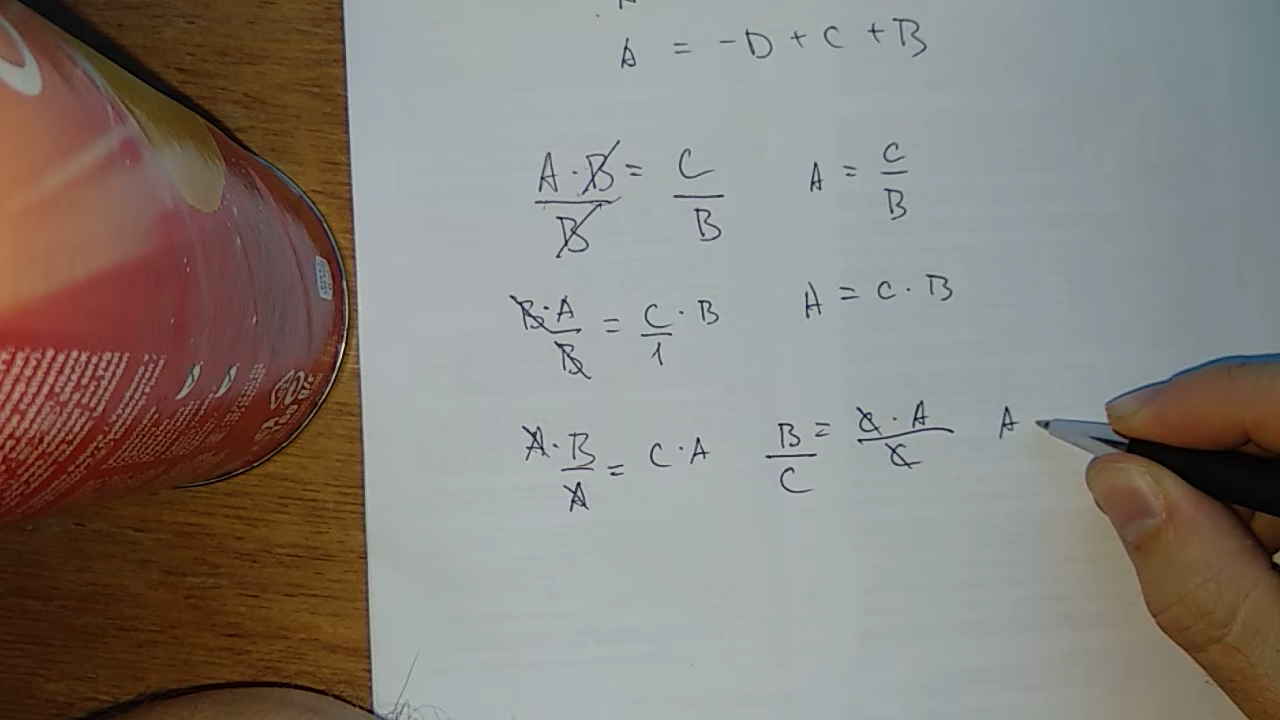 A = -D + C + B
A · B / B = C / B    A = C / B
B · A / B = C / 1 · B    A = C · B
A · B / A = C · A    B / C = C · A / C    A